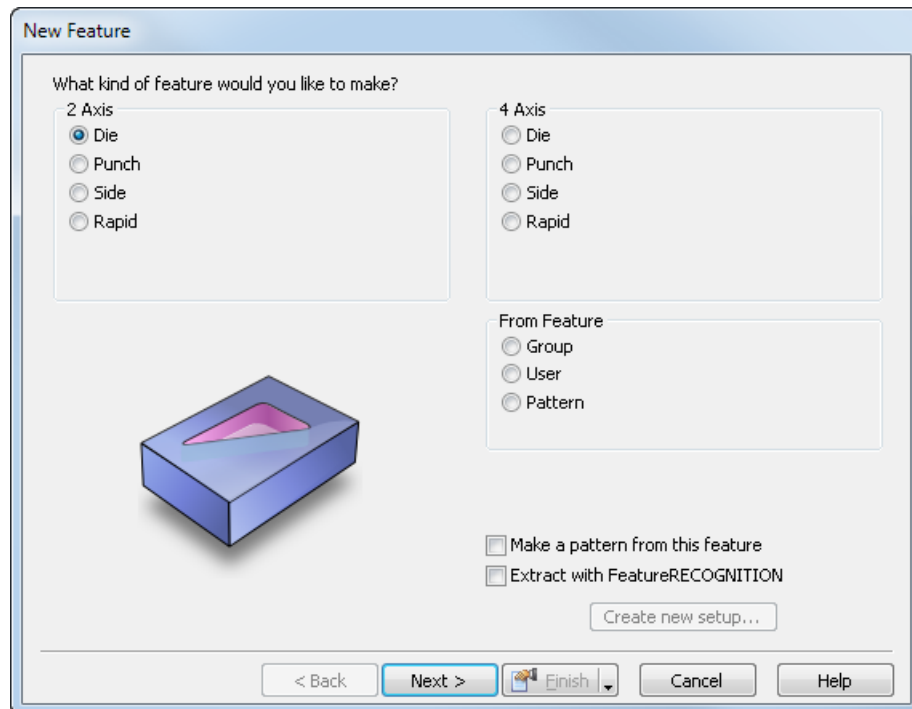 New Feature
What kind of feature would you like to make?
2 Axis
Die
Punch
Side
Rapid
4 Axis
Die
Punch
Side
Rapid
From Feature
Group
User
Pattern
Make a pattern from this feature
Extract with FeatureRECOGNITION
Create new setup...
< Back
Next >
Finish
Cancel
Help